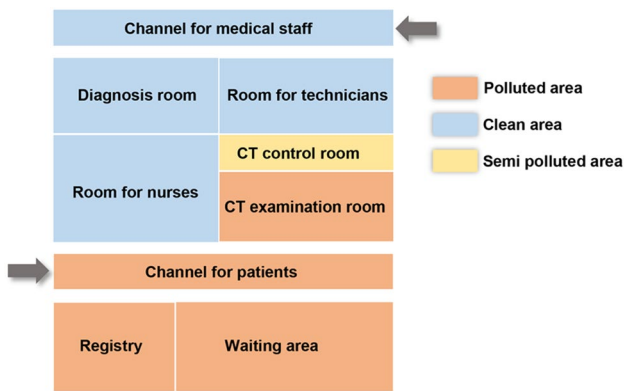 Channel for medical staff
Diagnosis room
Room for technicians
Polluted area
Clean area
CT control room
Semi polluted area
Room for nurses
CT examination room
Channel for patients
Registry
Waiting area